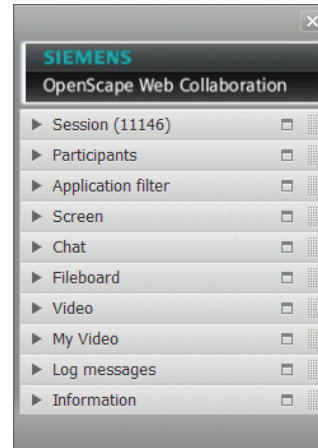 SIEMENS
OpenScape Web Collaboration
Session (11146)
Participants
Application filter
Screen
Chat
Fileboard
Video
My Video
Log messages
Information